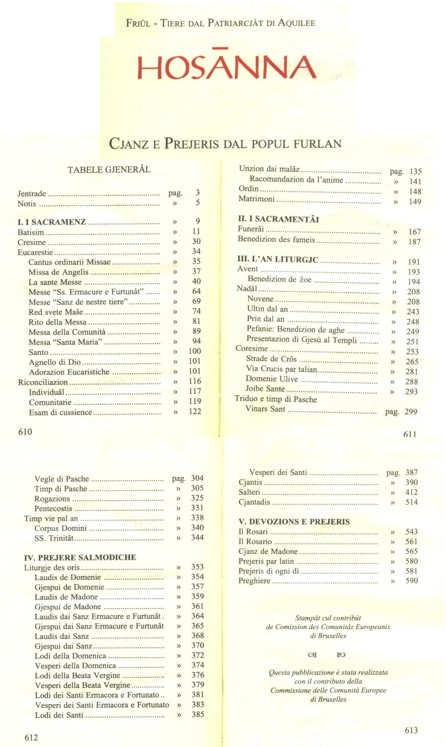 FRIÛL - TIERE DAL PATRIARCJÂT DI AQUILEE
HOSĀNNA
CJANZ E PREJERIS DAL POPUL FURLAN
TABELE GJENERÂL
Jentrade ........ pag. 3
Notis ........ » 5
I. I SACRAMENZ ........ » 9
Batisim ........ » 11
Cresime ........ » 30
Eucarestie ........ » 34
Cantus ordinarii Missae ........ » 35
Missa de Angelis ........ » 37
La sante Messe ........ » 40
Messe “Ss. Ermacure e Furtunât” ........ » 64
Messe “Sanz de nestre tiere” ........ » 69
Red svete Maše ........ » 74
Rito della Messa ........ » 81
Messa della Comunità ........ » 89
Messa “Santa Maria” ........ » 94
Santo ........ » 100
Agnello di Dio ........ » 101
Adorazion Eucaristiche ........ » 101
Riconciliazion ........ » 116
Individuâl ........ » 117
Comunitarie ........ » 119
Esam di cussience ........ » 122
610
Unzion dai malâz ........ pag. 135
Racomandazion da l'anime ........ » 141
Ordin ........ » 148
Matrimoni ........ » 149
II. I SACRAMENTÂI
Funerâi ........ » 167
Benedizion des fameis ........ » 187
III. L'AN LITURGJC ........ » 191
Avent ........ » 193
Benedizion de žoe ........ » 194
Nadâl ........ » 208
Novene ........ » 208
Ultin dal an ........ » 243
Prin dal an ........ » 248
Pefanie: Benedizion de aghe ........ » 249
Presentazion di Gjesù al Templi ........ » 251
Coresime ........ » 253
Strade de Crôs ........ » 265
Via Crucis par talian ........ » 281
Domenie Ulive ........ » 288
Joibe Sante ........ » 293
Triduo e timp di Pasche
Vinars Sant ........ pag. 299
611
Vegle di Pasche ........ pag. 304
Timp di Pasche ........ » 305
Rogazions ........ » 325
Pentecostis ........ » 331
Timp vie pal an ........ » 338
Corpus Domini ........ » 340
SS. Trinitât ........ » 344
IV. PREJERE SALMODICHE
Liturgje des oris ........ » 353
Laudis de Domenie ........ » 354
Gjespui de Domenie ........ » 357
Laudis de Madone ........ » 359
Gjespui de Madone ........ » 361
Laudis dai Sanz Ermacure e Furtunât . » 364
Gjespui dai Sanz Ermacure e Furtunât » 365
Laudis dai Sanz ........ » 368
Gjespui dai Sanz ........ » 370
Lodi della Domenica ........ » 372
Vesperi della Domenica ........ » 374
Lodi della Beata Vergine ........ » 376
Vesperi della Beata Vergine ........ » 379
Lodi dei Santi Ermacora e Fortunato .. » 381
Vesperi dei Santi Ermacora e Fortunato » 383
Lodi dei Santi ........ » 385
612
Vesperi dei Santi ........ pag. 387
Cjantis ........ » 390
Salteri ........ » 412
Cjantadis ........ » 514
V. DEVOZIONS E PREJERIS
Il Rosari ........ » 543
Il Rosario ........ » 561
Cjanz de Madone ........ » 565
Prejeris par latin ........ » 580
Prejeris di ogni dì ........ » 581
Preghiere ........ » 590
Stampât cul contribût
de Comission des Comunitâz Europeanis
di Bruxelles
Questa pubblicazione è stata realizzata
con il contributo della
Commissione delle Comunità Europee
di Bruxelles
613